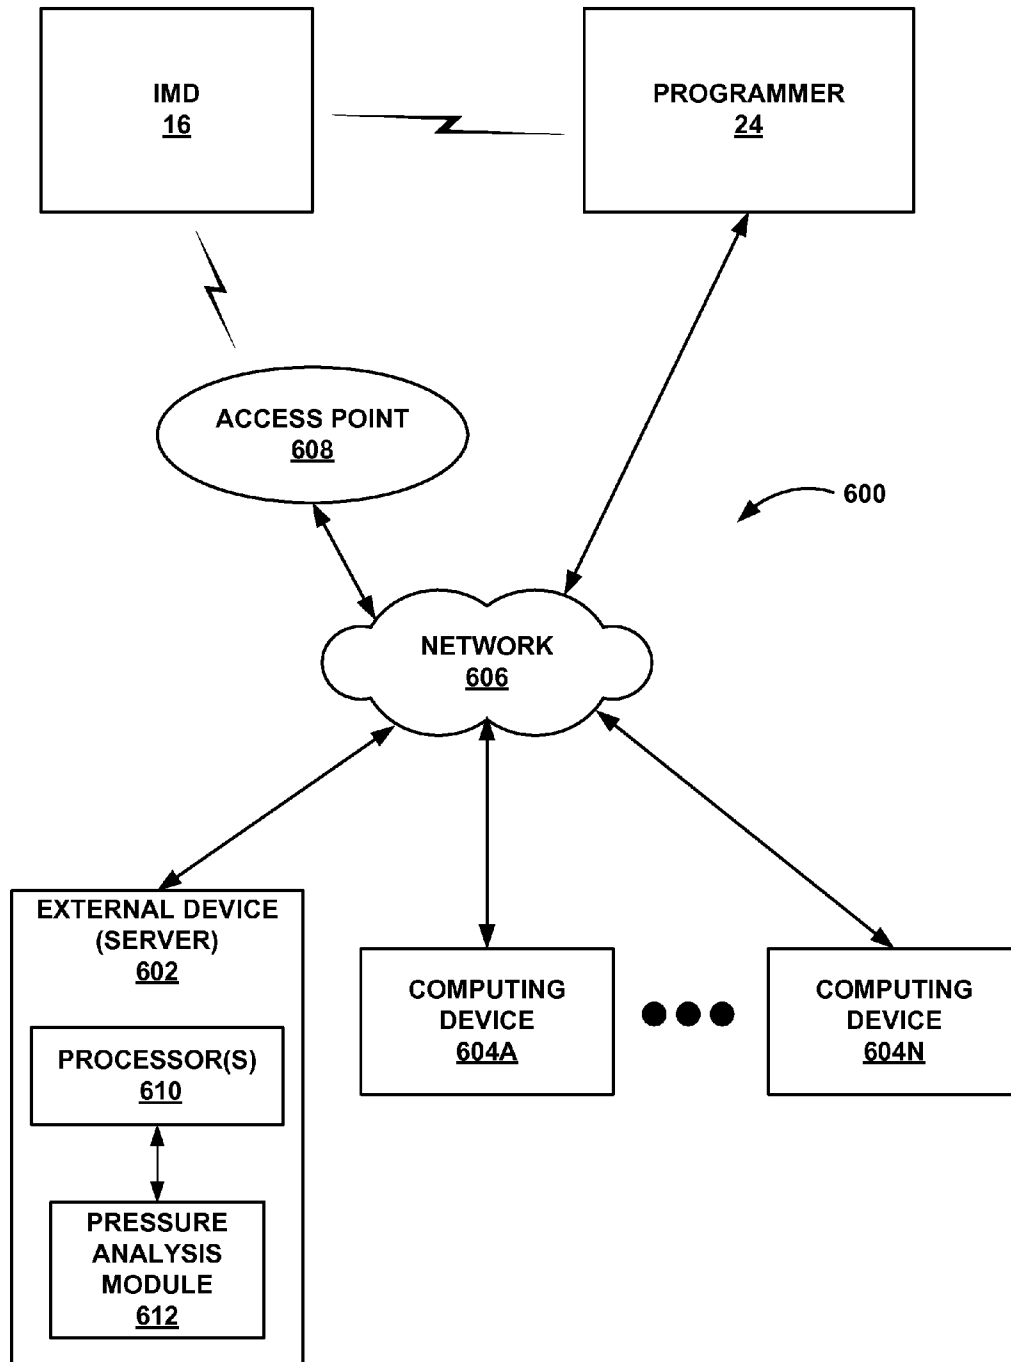 IMD
16
PROGRAMMER
24
ACCESS POINT
608
600
NETWORK
606
EXTERNAL DEVICE
(SERVER)
602
PROCESSOR(S)
610
PRESSURE
ANALYSIS
MODULE
612
COMPUTING
DEVICE
604A
COMPUTING
DEVICE
604N